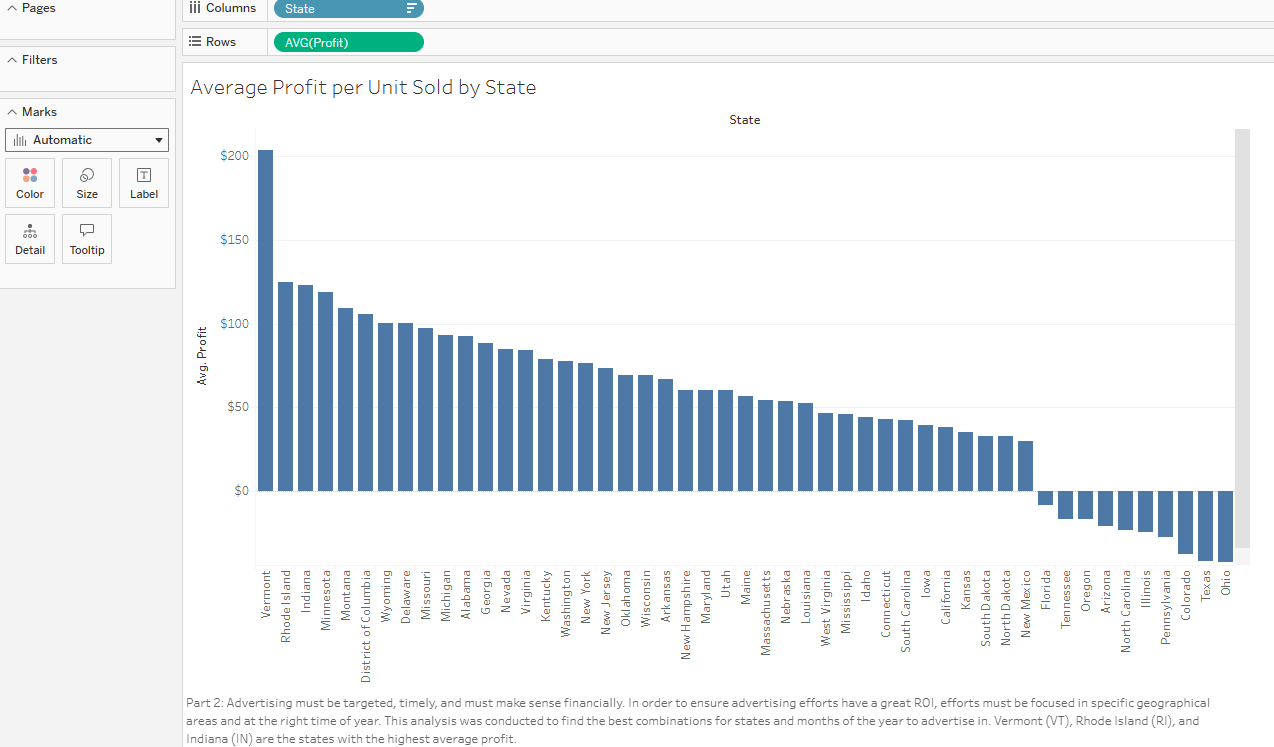 Pages
Columns
State
Rows
AVG(Profit)
Filters
Marks
Automatic
Color
Size
Label
Detail
Tooltip
Average Profit per Unit Sold by State
State
Avg. Profit
$200
$150
$100
$50
$0
Vermont
Rhode Island
Indiana
Minnesota
Montana
District of Columbia
Wyoming
Delaware
Missouri
Michigan
Alabama
Georgia
Nevada
Virginia
Kentucky
Washington
New York
New Jersey
Oklahoma
Wisconsin
Arkansas
New Hampshire
Maryland
Utah
Maine
Massachusetts
Nebraska
Louisiana
West Virginia
Mississippi
Idaho
Connecticut
South Carolina
Iowa
California
Kansas
South Dakota
North Dakota
New Mexico
Florida
Tennessee
Oregon
Arizona
North Carolina
Illinois
Pennsylvania
Colorado
Texas
Ohio
Part 2: Advertising must be targeted, timely, and must make sense financially. In order to ensure advertising efforts have a great ROI, efforts must be focused in specific geographical
areas and at the right time of year. This analysis was conducted to find the best combinations for states and months of the year to advertise in. Vermont (VT), Rhode Island (RI), and
Indiana (IN) are the states with the highest average profit.